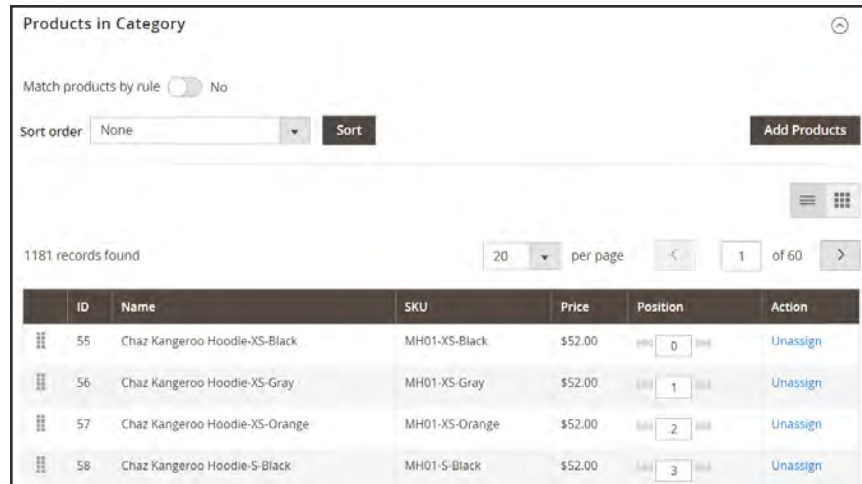 Products in Category
Match products by rule No
Sort order None Sort Add Products
1181 records found 20 per page 1 of 60
ID Name SKU Price Position Action
55 Chaz Kangeroo Hoodie-XS-Black MH01-XS-Black $52.00 0 Unassign
56 Chaz Kangeroo Hoodie-XS-Gray MH01-XS-Gray $52.00 1 Unassign
57 Chaz Kangeroo Hoodie-XS-Orange MH01-XS-Orange $52.00 2 Unassign
58 Chaz Kangeroo Hoodie-S-Black MH01-S-Black $52.00 3 Unassign